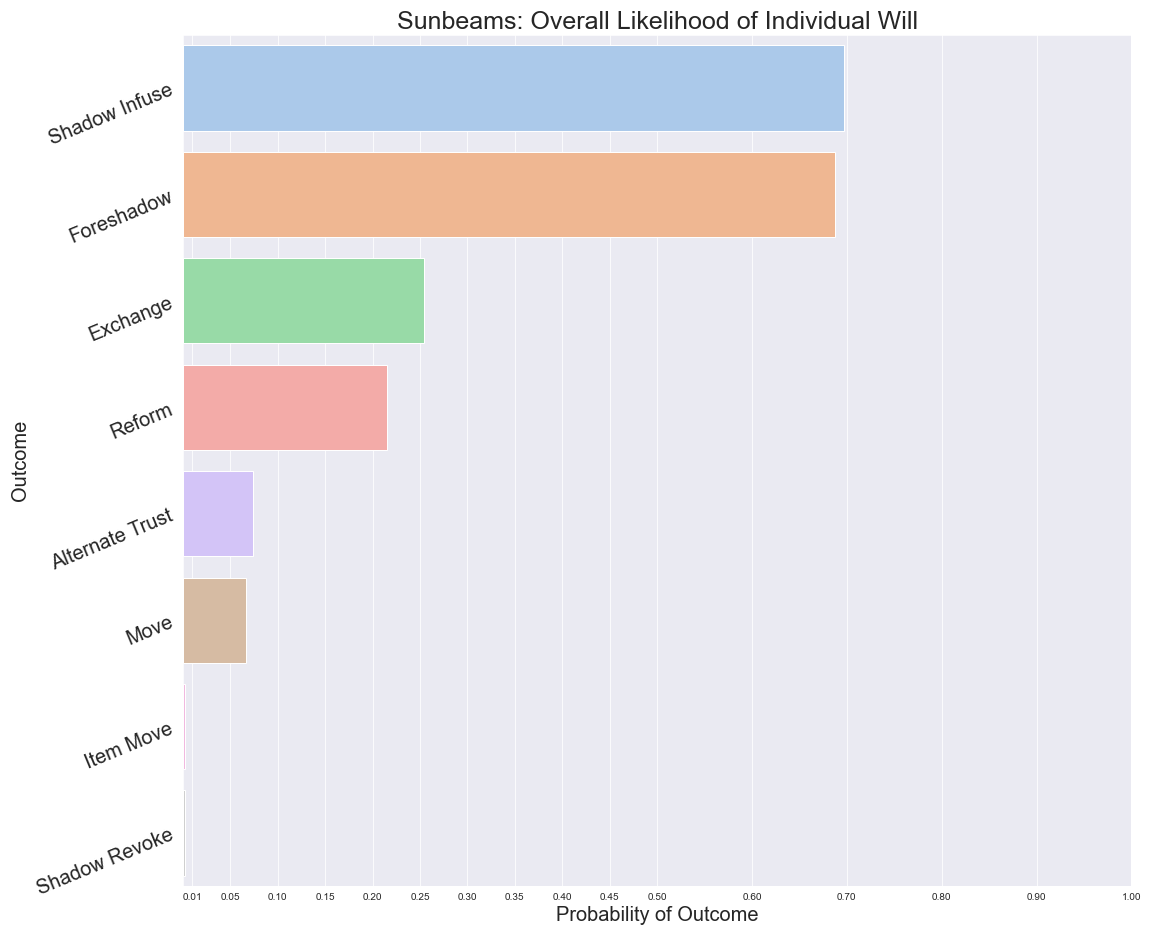 Sunbeams: Overall Likelihood of Individual Will
Outcome
Shadow Infuse
Foreshadow
Exchange
Reform
Alternate Trust
Move
Item Move
Shadow Revoke
0.01 0.05 0.10 0.15 0.20 0.25 0.30 0.35 0.40 0.45 0.50 0.60 0.70 0.80 0.90 1.00
Probability of Outcome